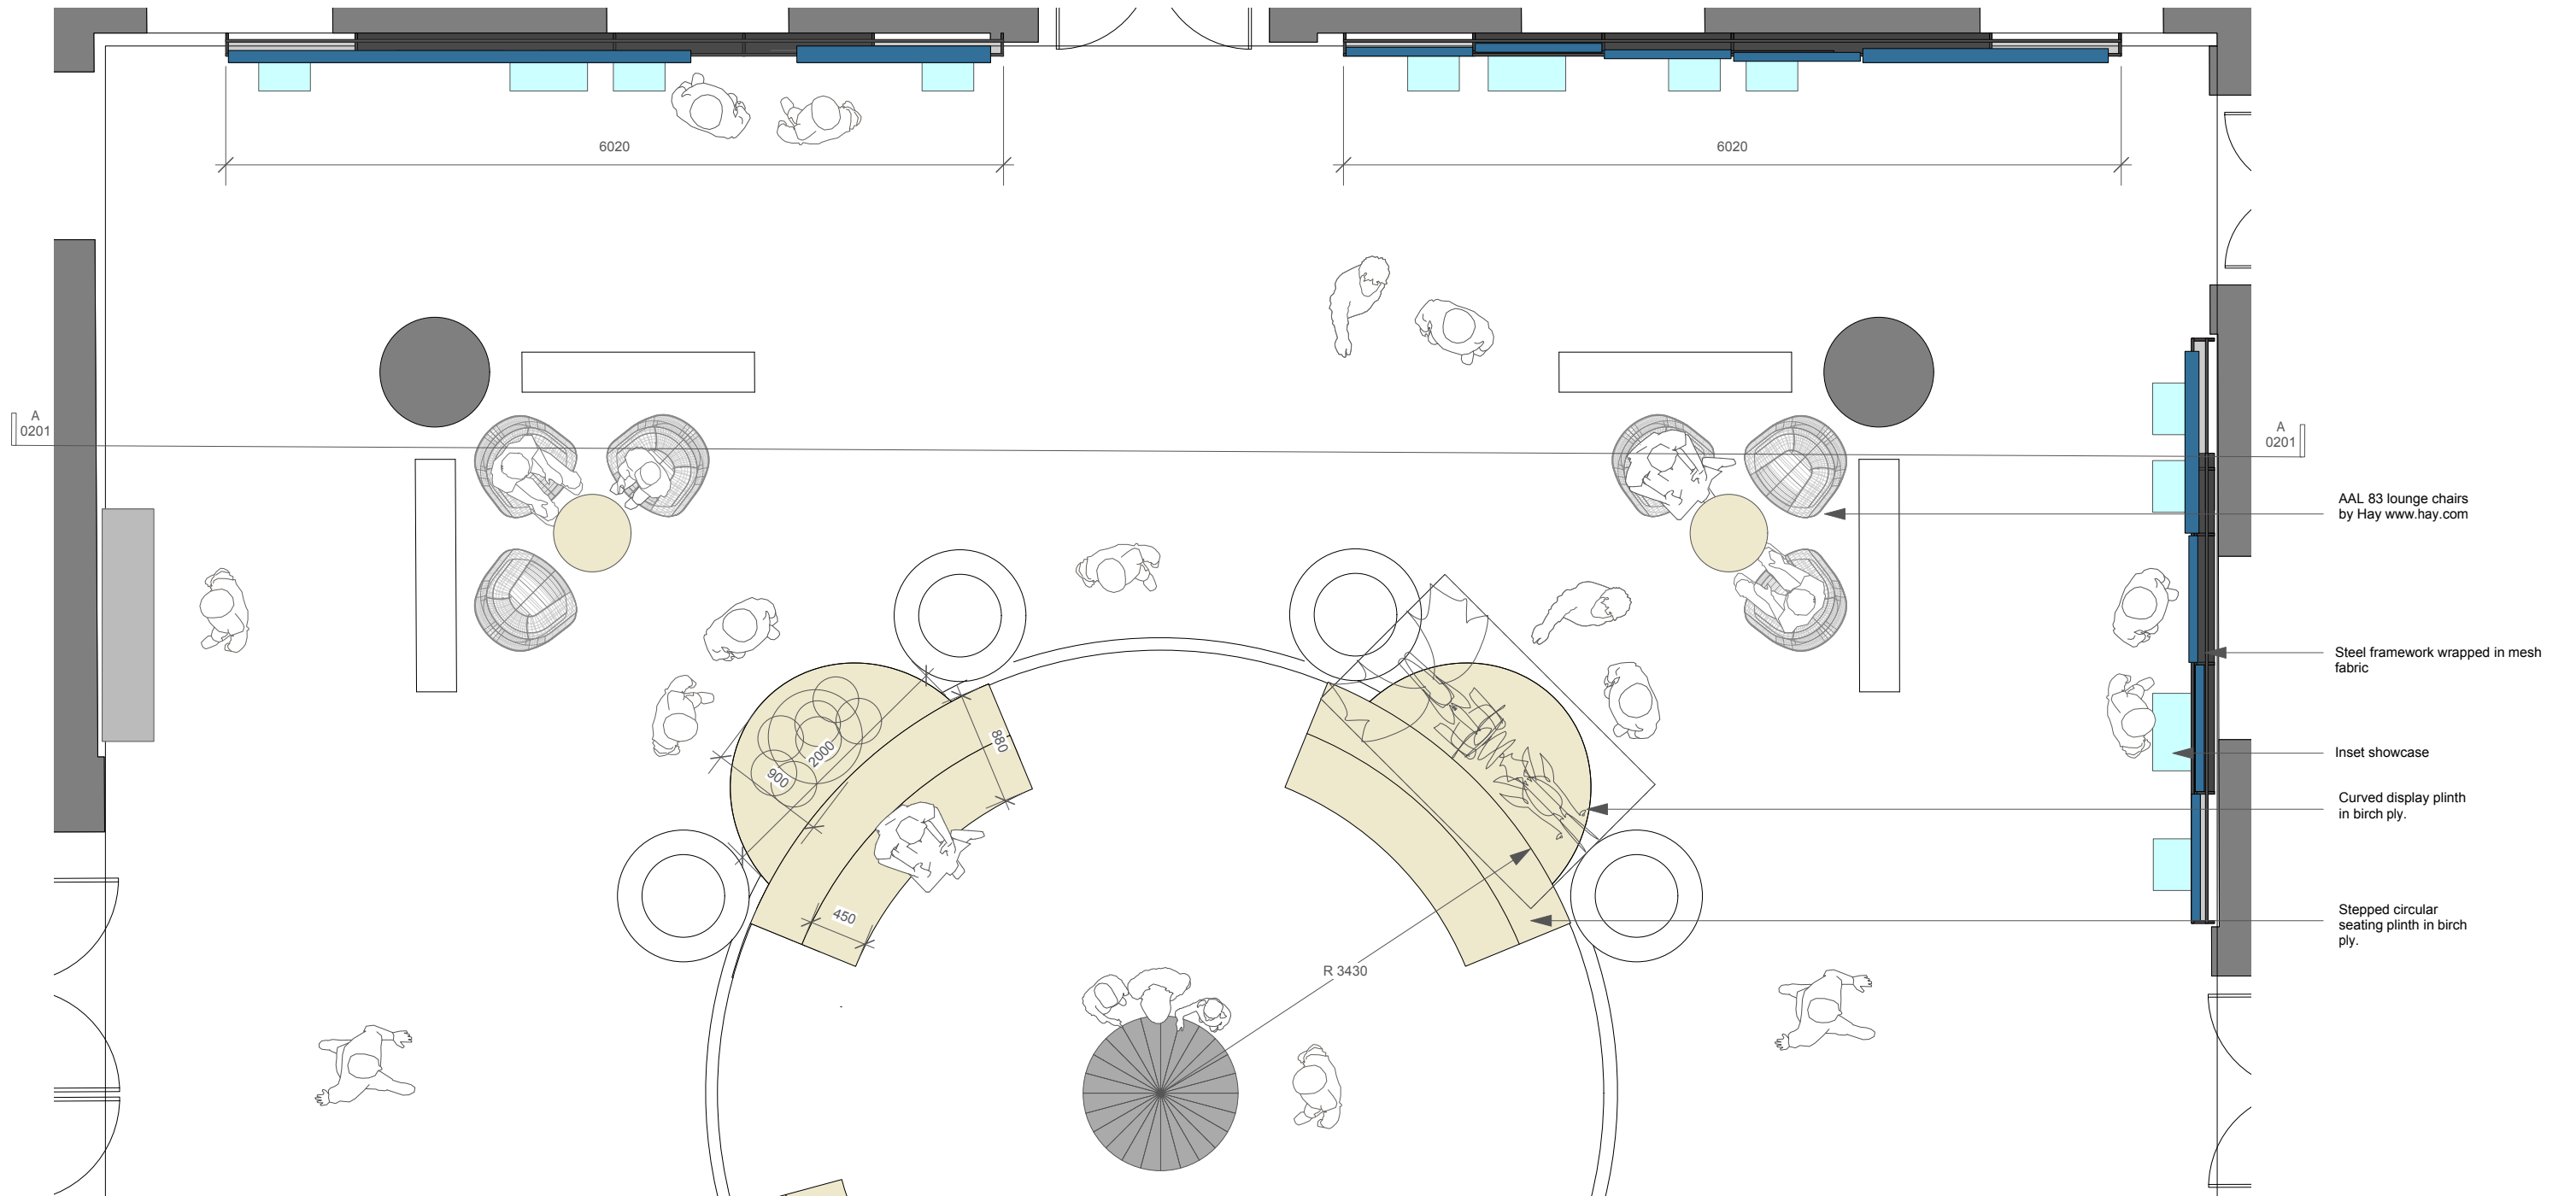 6020
6020
A
0201
A
0201
AAL 83 lounge chairs
by Hay www.hay.com
Steel framework wrapped in mesh
fabric
880
2000
900
Inset showcase
Curved display plinth
in birch ply.
450
Stepped circular
seating plinth in birch
ply.
R 3430